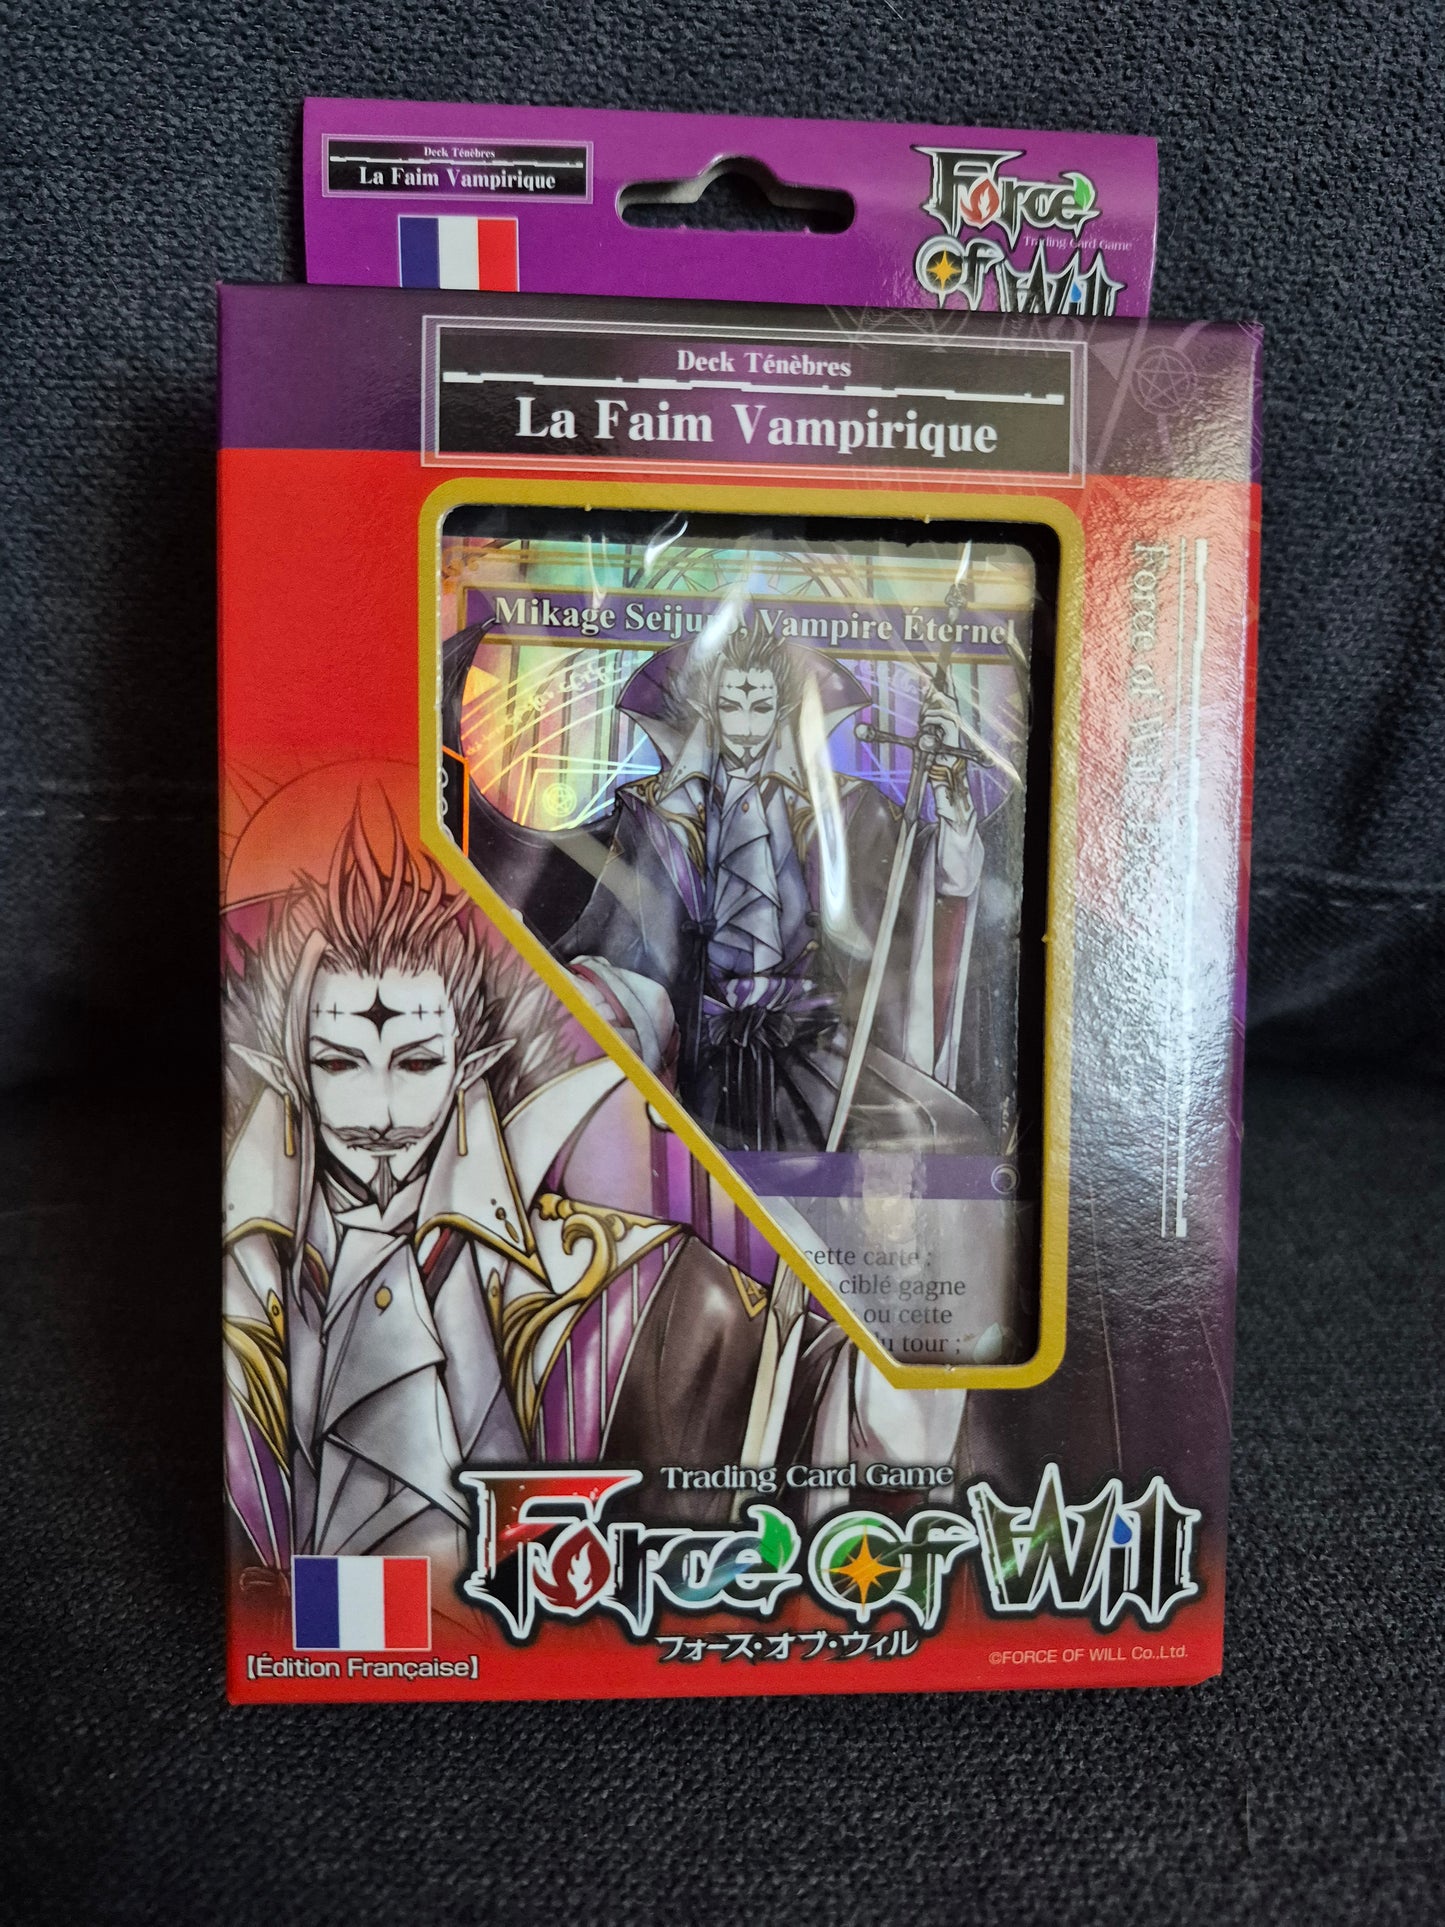 Deck Ténèbres
La Faim Vampirique
Force
Trading Card Game
of Will
Deck Ténèbres
La Faim Vampirique
Mikage Seijuro, Vampire Éternel
cette carte :
ciblé gagne
ou cette
du tour ;
Force of Will
Trading Card Game
Force of Will
フォース・オブ・ウィル
【Édition Française】
©FORCE OF WILL Co.,Ltd.